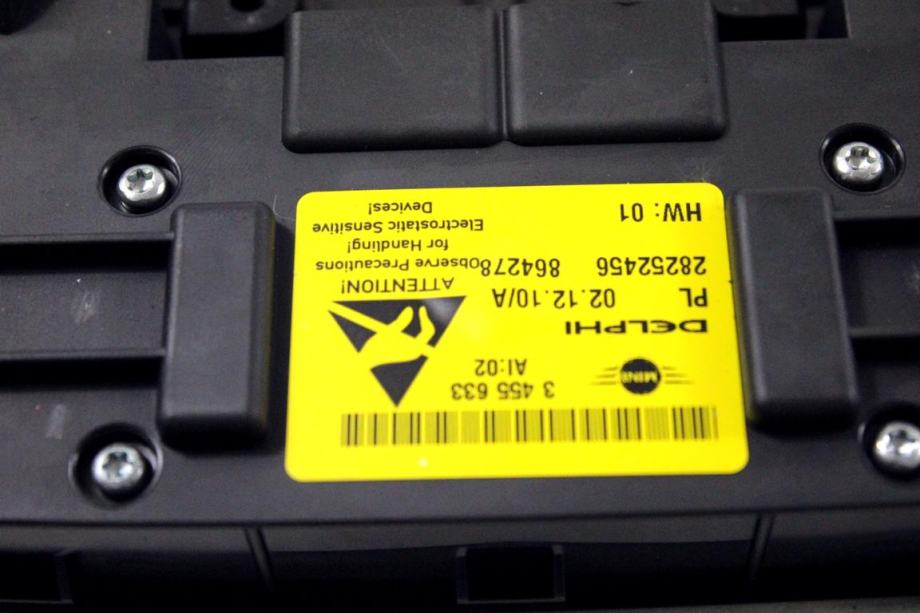 MINI
3 455 633
AI:02
DELPHI
PL 02.12.10/A
28252456 864278
HW: 01
ATTENTION!
Observe Precautions
for Handling!
Electrostatic Sensitive
Devices!